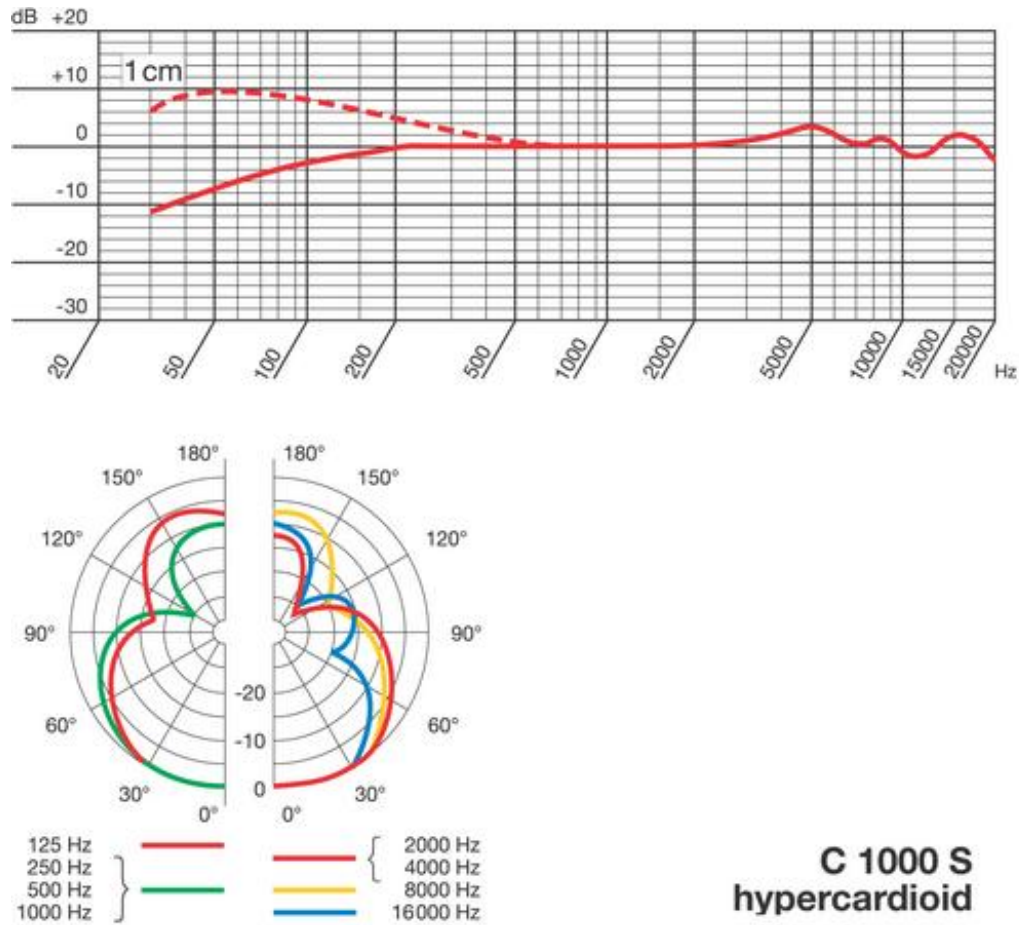 dB +20
+10
1 cm
0
-10
-20
-30
20 50 100 200 500 1000 2000 5000 10000 15000 20000 Hz
180° 180°
150° 150°
120° 120°
90° 90°
-20
60° 60°
-10
30° 0 30°
0° 0°
125 Hz 2000 Hz
250 Hz 4000 Hz
500 Hz 8000 Hz
1000 Hz 16000 Hz
C 1000 S
hypercardioid